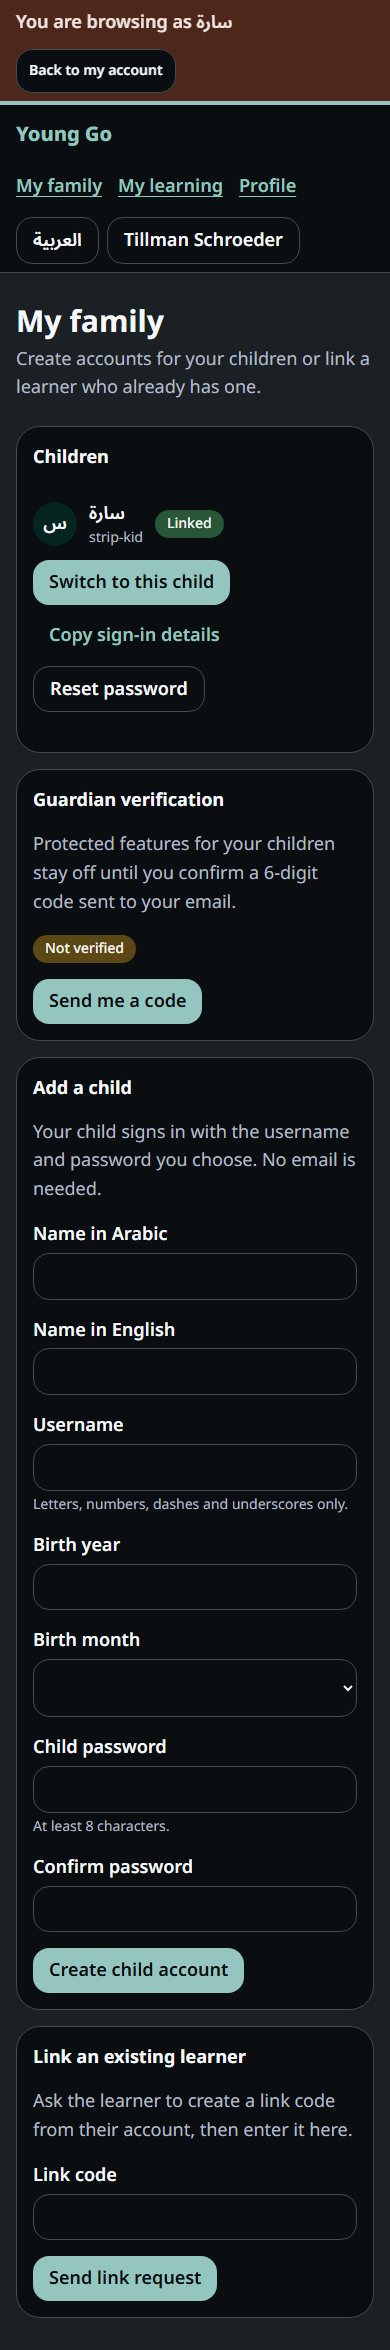 You are browsing as سارة
Back to my account
Young Go
My family My learning Profile
العربية Tillman Schroeder
My family
Create accounts for your children or link a
learner who already has one.
Children
س سارة Linked
strip-kid
Switch to this child
Copy sign-in details
Reset password
Guardian verification
Protected features for your children
stay off until you confirm a 6-digit
code sent to your email.
Not verified
Send me a code
Add a child
Your child signs in with the username
and password you choose. No email is
needed.
Name in Arabic
Name in English
Username
Letters, numbers, dashes and underscores only.
Birth year
Birth month
Child password
At least 8 characters.
Confirm password
Create child account
Link an existing learner
Ask the learner to create a link code
from their account, then enter it here.
Link code
Send link request